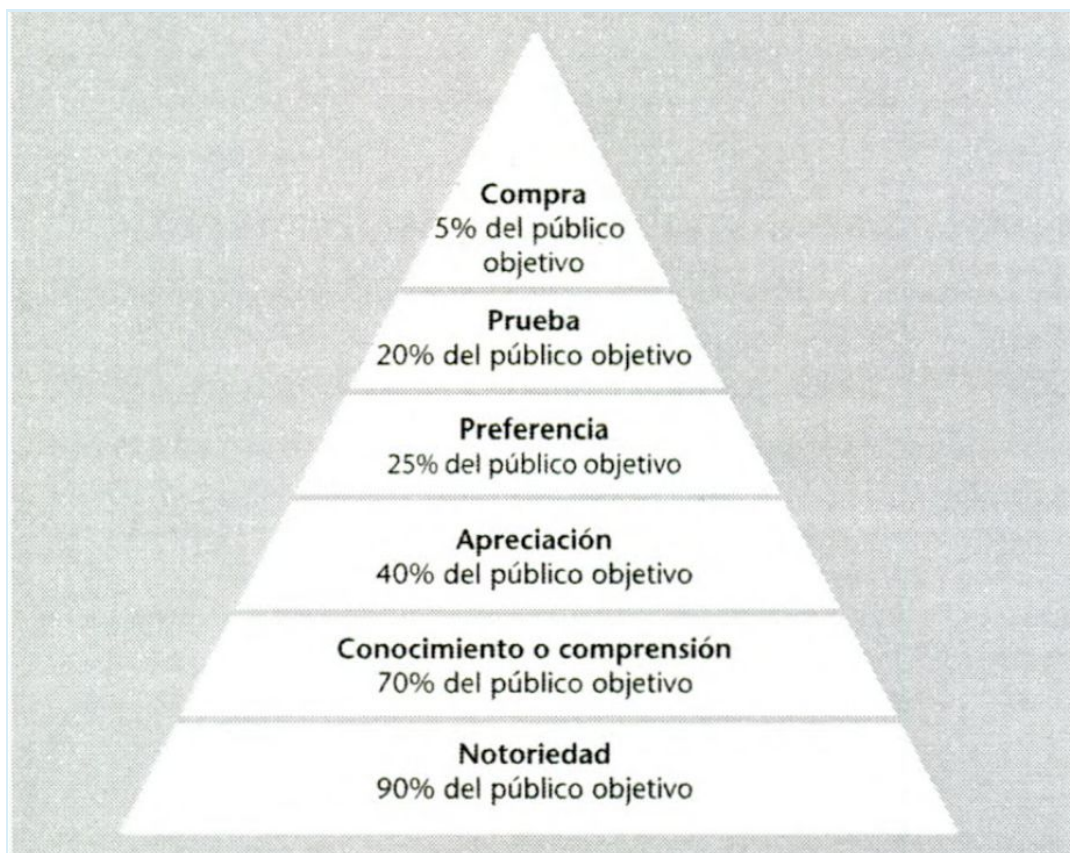 Compra
5% del público
objetivo
Prueba
20% del público objetivo
Preferencia
25% del público objetivo
Apreciación
40% del público objetivo
Conocimiento o comprensión
70% del público objetivo
Notoriedad
90% del público objetivo